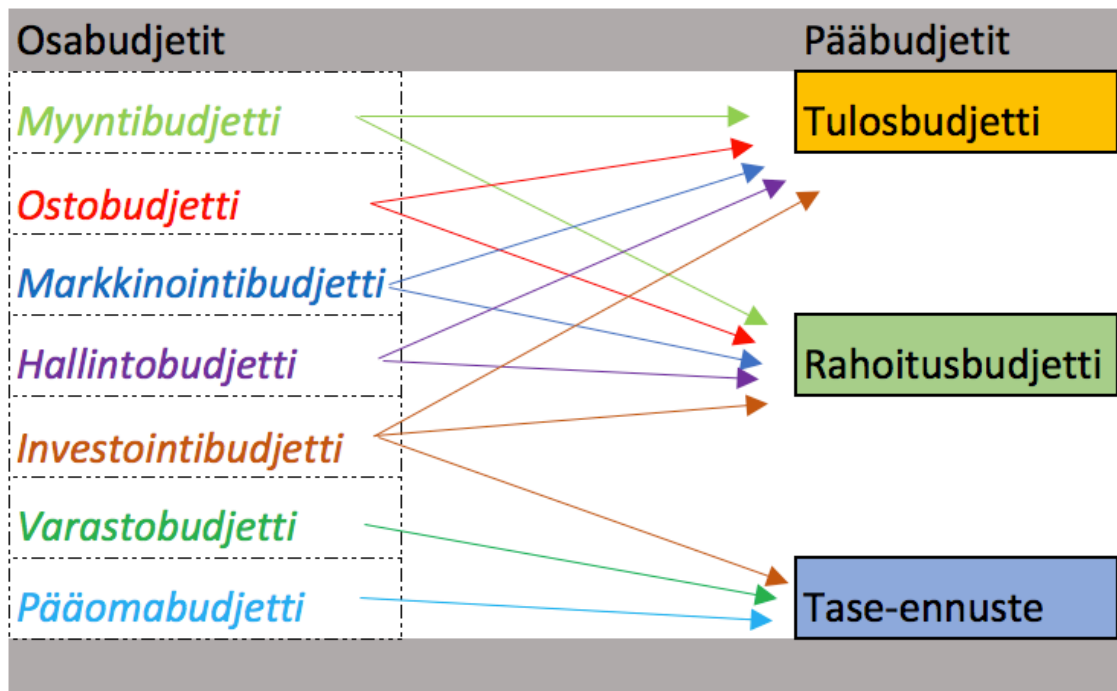 Osabudjetit
Pääbudjetit
Myyntibudjetti
Tulosbudjetti
Ostobudjetti
Markkinointibudjetti
Hallintobudjetti
Rahoitusbudjetti
Investointibudjetti
Varastobudjetti
Pääomabudjetti
Tase-ennuste